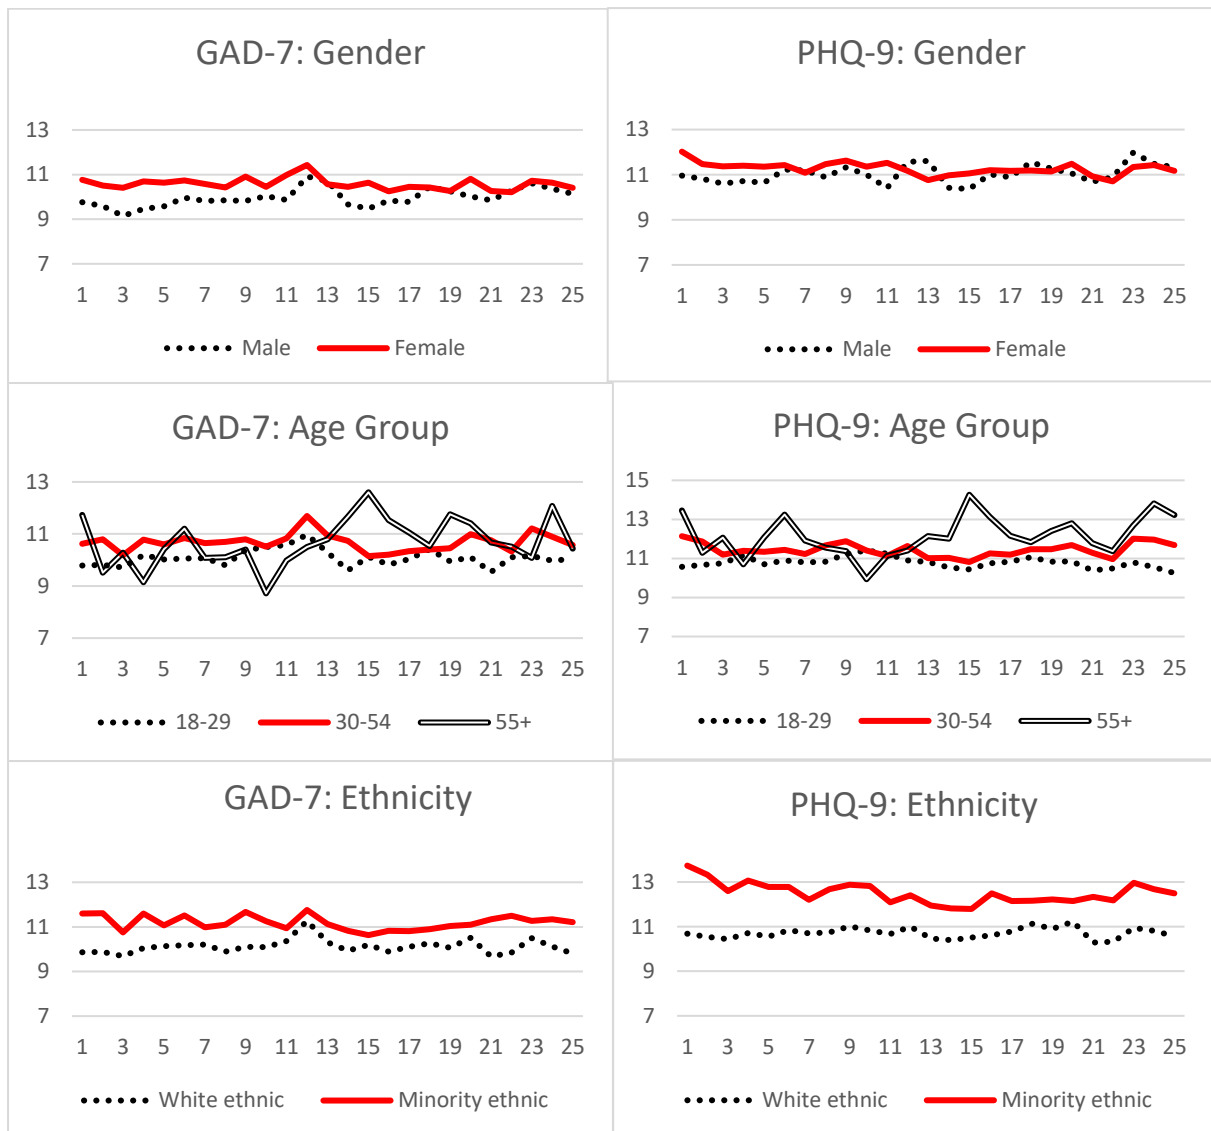 GAD-7: Gender
13
11
9
7
1 3 5 7 9 11 13 15 17 19 21 23 25
Male Female
PHQ-9: Gender
13
11
9
7
1 3 5 7 9 11 13 15 17 19 21 23 25
Male Female
GAD-7: Age Group
13
11
9
7
1 3 5 7 9 11 13 15 17 19 21 23 25
18-29 30-54 55+
PHQ-9: Age Group
15
13
11
9
7
1 3 5 7 9 11 13 15 17 19 21 23 25
18-29 30-54 55+
GAD-7: Ethnicity
13
11
9
7
1 3 5 7 9 11 13 15 17 19 21 23 25
White ethnic Minority ethnic
PHQ-9: Ethnicity
13
11
9
7
1 3 5 7 9 11 13 15 17 19 21 23 25
White ethnic Minority ethnic